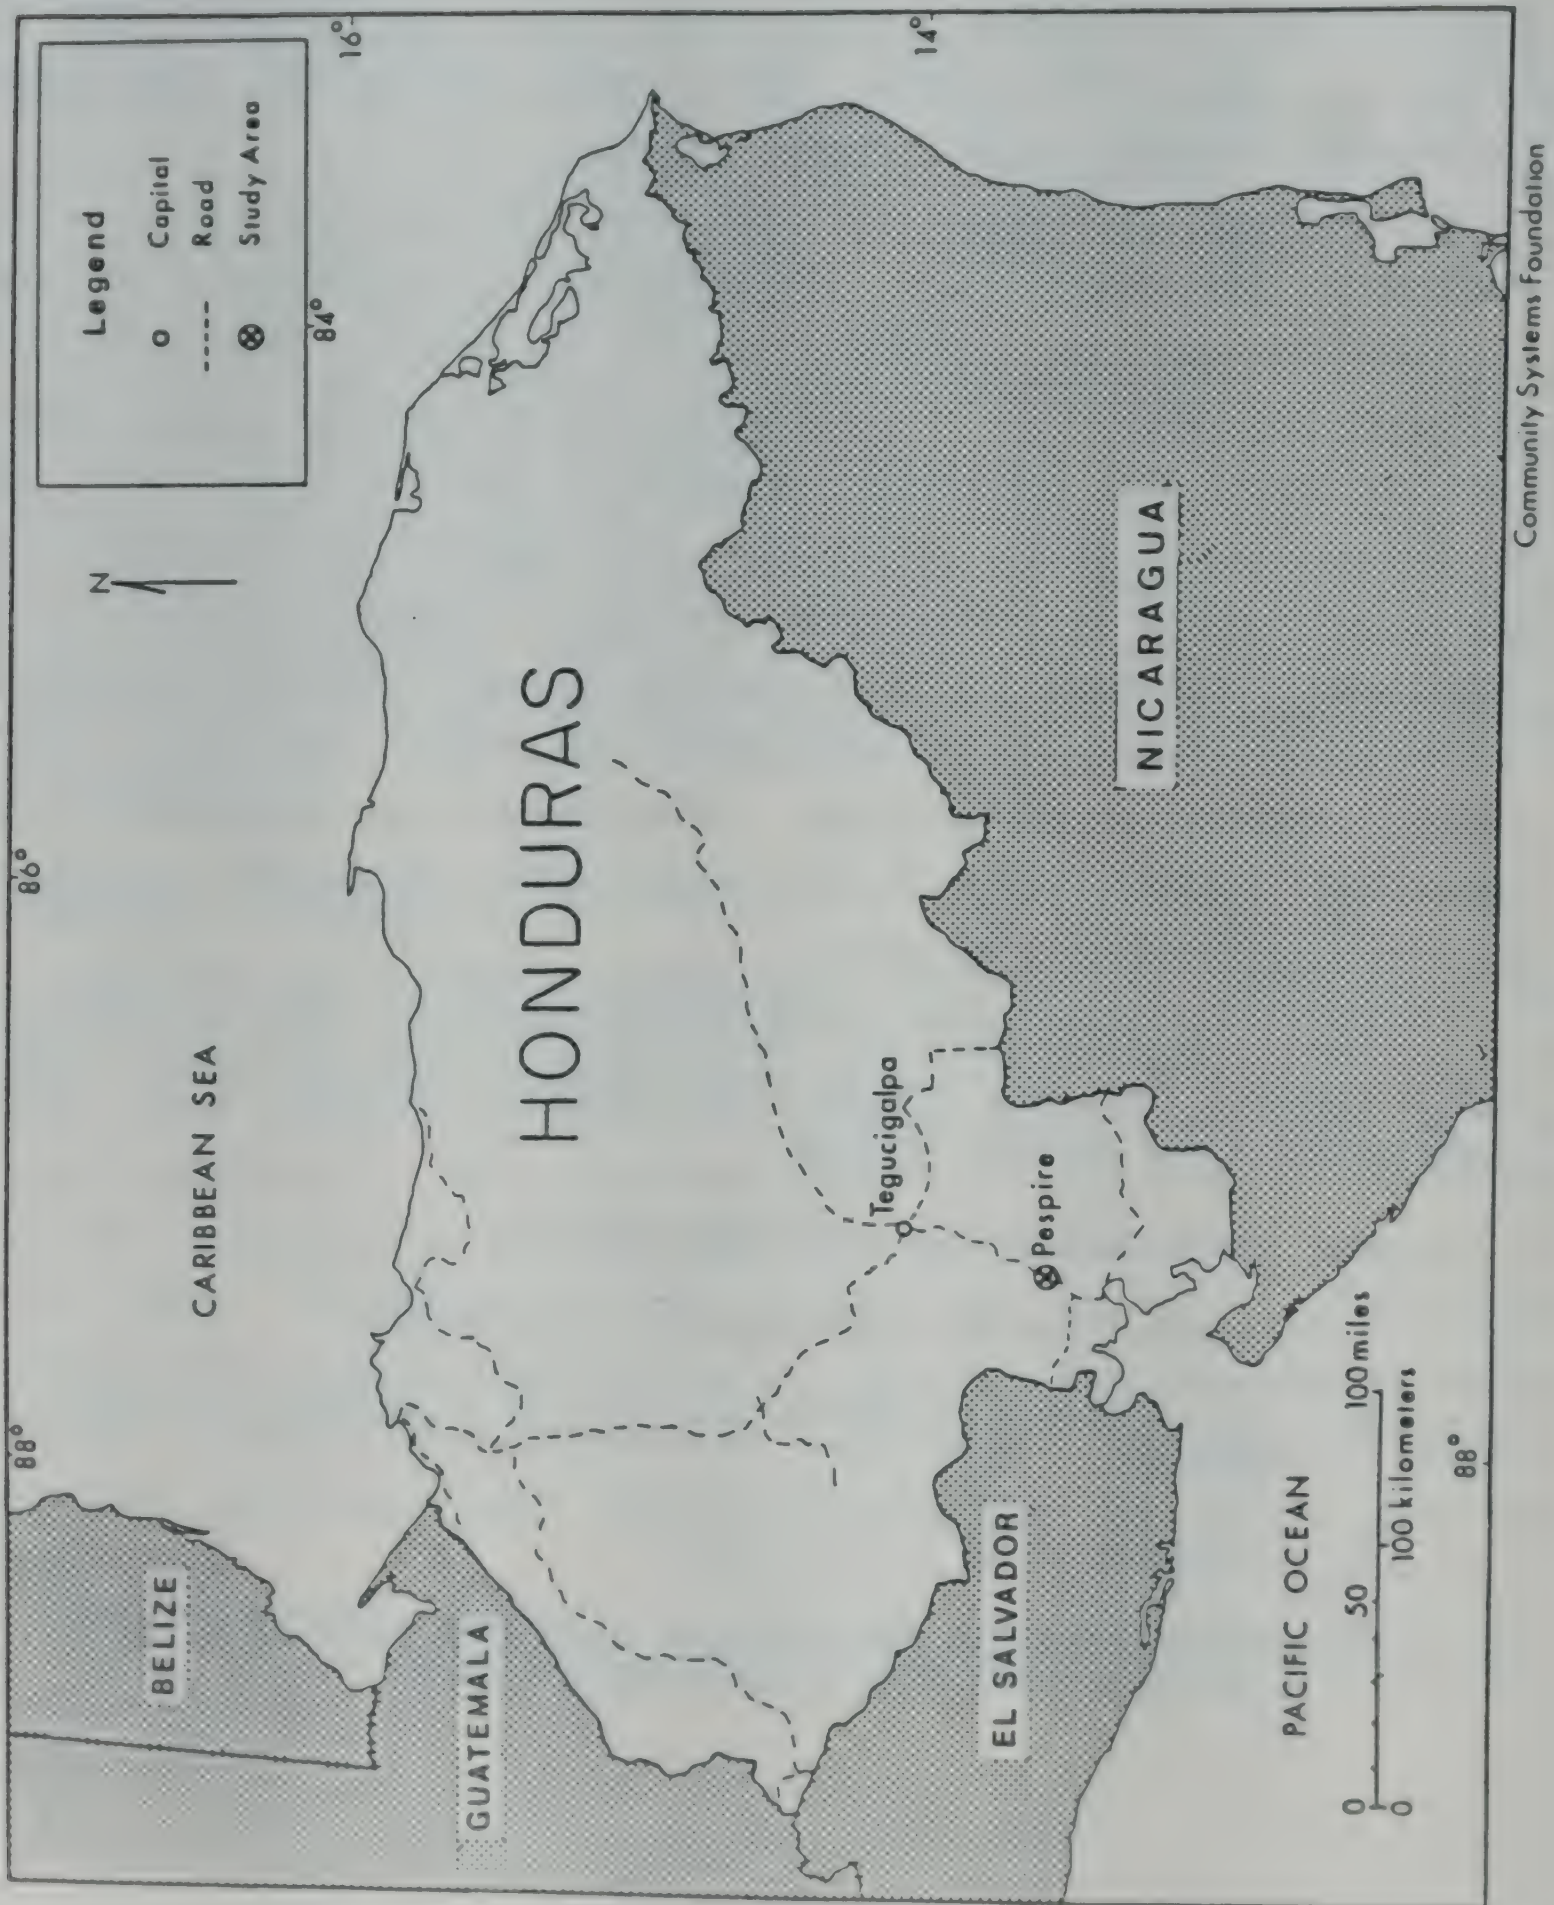 88°
86°
84°
16°
14°
Legend
Capital
Road
Study Area
N
CARIBBEAN SEA
BELIZE
GUATEMALA
HONDURAS
Tegucigalpa
Pespire
NICARAGUA
EL SALVADOR
PACIFIC OCEAN
0 50 100 miles
0 100 kilometers
88°
Community Systems Foundation